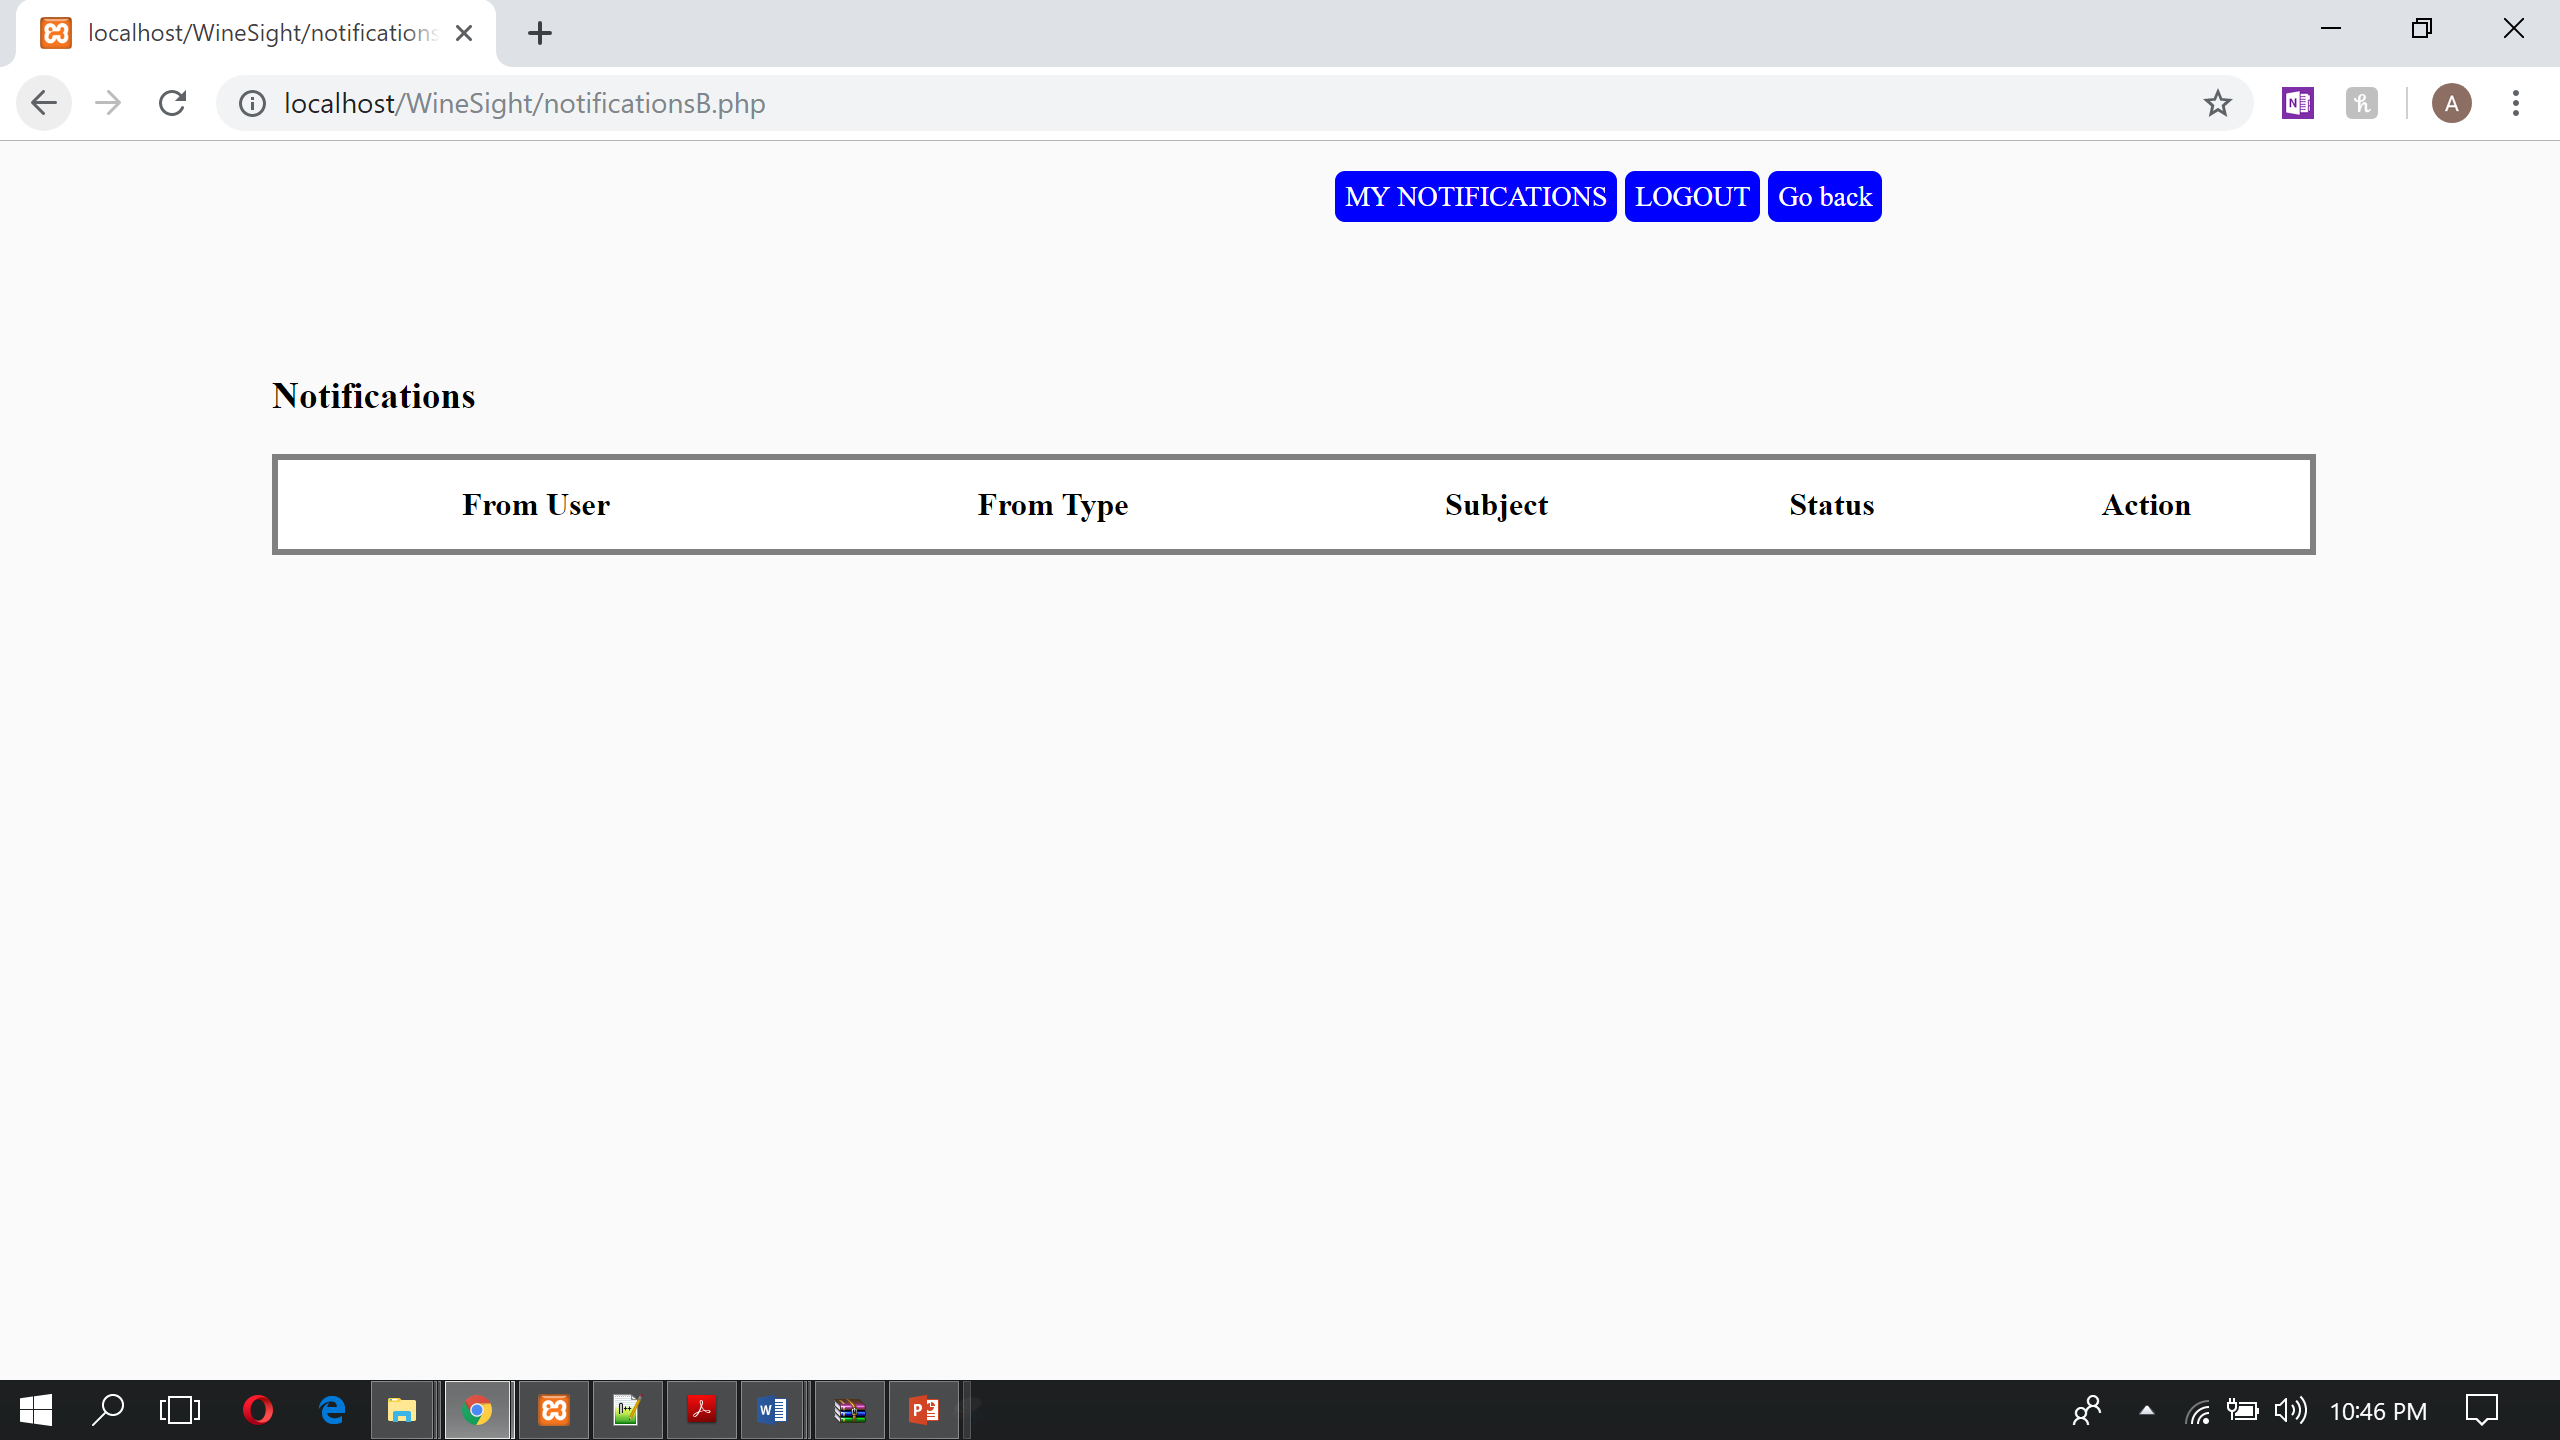 localhost/WineSight/notifications
localhost/WineSight/notificationsB.php
A
MY NOTIFICATIONS LOGOUT Go back
Notifications
From User From Type Subject Status Action
10:46 PM